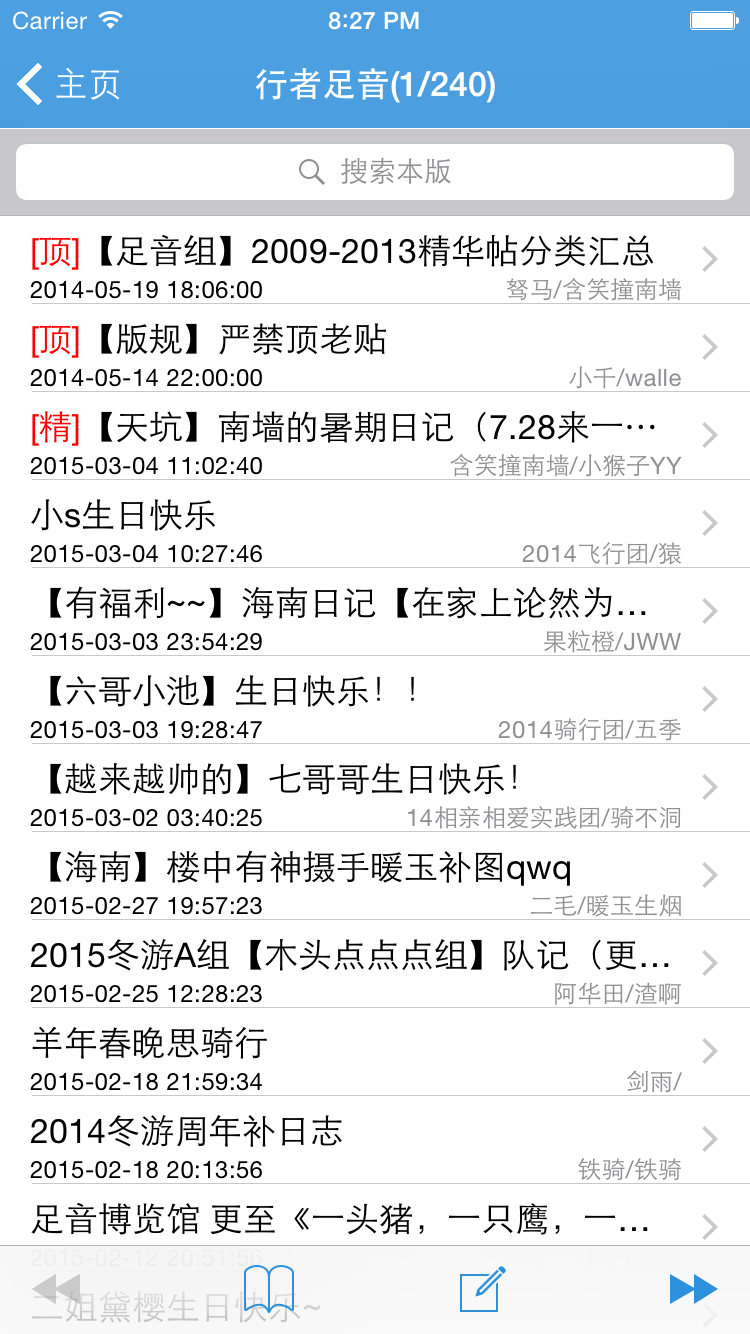 Carrier 8:27 PM
主页 行者足音(1/240)
搜索本版
[顶] 【足音组】2009-2013精华帖分类汇总
2014-05-19 18:06:00 驽马/含笑撞南墙
[顶] 【版规】严禁顶老贴
2014-05-14 22:00:00 小千/walle
[精] 【天坑】南墙的暑期日记（7.28来一…
2015-03-04 11:02:40 含笑撞南墙/小猴子YY
小s生日快乐
2015-03-04 10:27:46 2014飞行团/猿
【有福利~~】海南日记【在家上论然为…
2015-03-03 23:54:29 果粒橙/JWW
【六哥小池】生日快乐！！
2015-03-03 19:28:47 2014骑行团/五季
【越来越帅的】七哥哥生日快乐！
2015-03-02 03:40:25 14相亲相爱实践团/骑不洞
【海南】楼中有神摄手暖玉补图qwq
2015-02-27 19:57:23 二毛/暖玉生烟
2015冬游A组【木头点点点组】队记（更…
2015-02-25 12:28:23 阿华田/渣啊
羊年春晚思骑行
2015-02-18 21:59:34 剑雨/
2014冬游周年补日志
2015-02-18 20:13:56 铁骑/铁骑
足音博览馆 更至《一头猪，一只鹰，一…
2015-02-12 20:51:56
二姐黛樱生日快乐~